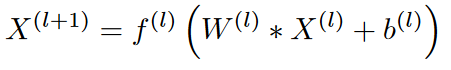 X^{(l+1)} = f^{(l)} \left( W^{(l)} * X^{(l)} + b^{(l)} \right)